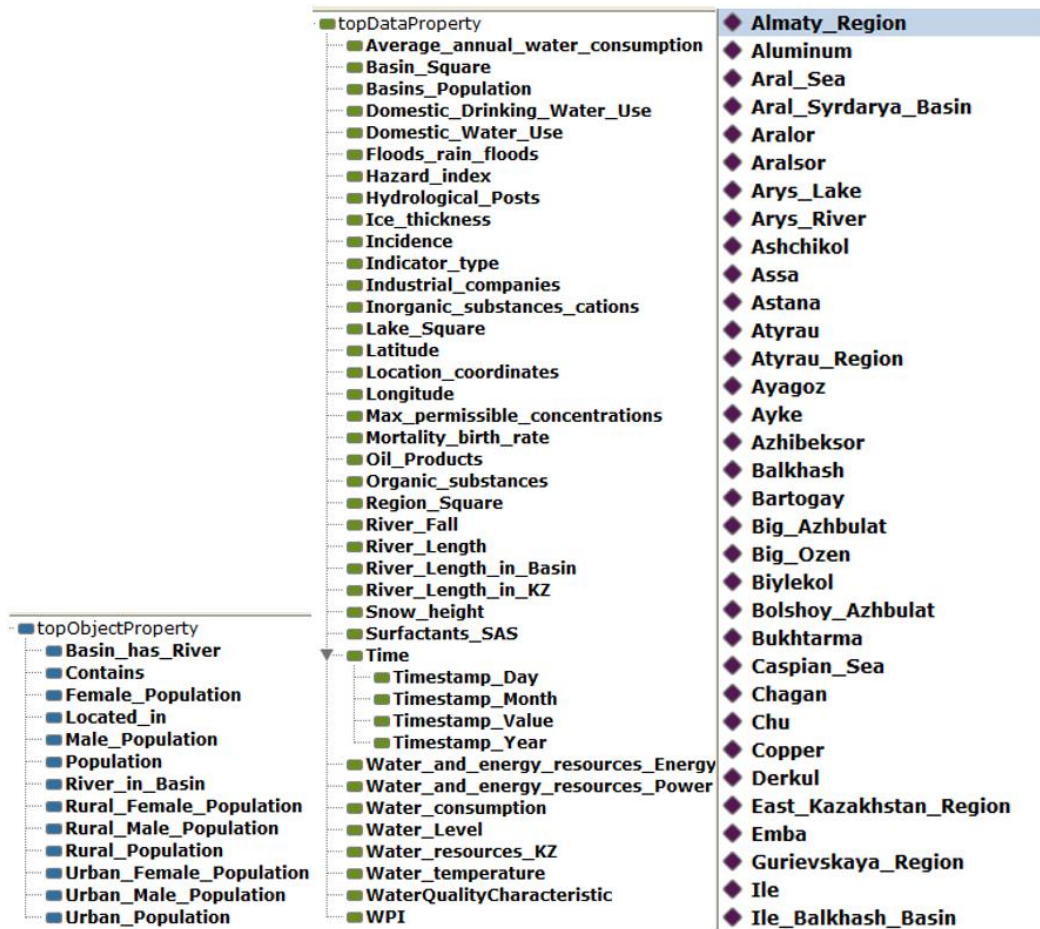 topObjectProperty
Basin_has_River
Contains
Female_Population
Located_in
Male_Population
Population
River_in_Basin
Rural_Female_Population
Rural_Male_Population
Rural_Population
Urban_Female_Population
Urban_Male_Population
Urban_Population
topDataProperty
Average_annual_water_consumption
Basin_Square
Basins_Population
Domestic_Drinking_Water_Use
Domestic_Water_Use
Floods_rain_floods
Hazard_index
Hydrological_Posts
Ice_thickness
Incidence
Indicator_type
Industrial_companies
Inorganic_substances_cations
Lake_Square
Latitude
Location_coordinates
Longitude
Max_permissible_concentrations
Mortality_birth_rate
Oil_Products
Organic_substances
Region_Square
River_Fall
River_Length
River_Length_in_Basin
River_Length_in_KZ
Snow_height
Surfactants_SAS
Time
Timestamp_Day
Timestamp_Month
Timestamp_Value
Timestamp_Year
Water_and_energy_resources_Energy
Water_and_energy_resources_Power
Water_consumption
Water_Level
Water_resources_KZ
Water_temperature
WaterQualityCharacteristic
WPI
Almaty_Region
Aluminum
Aral_Sea
Aral_Syrdarya_Basin
Aralor
Aralsor
Arys_Lake
Arys_River
Ashchikol
Assa
Astana
Atyrau
Atyrau_Region
Ayagoz
Ayke
Azhibeksor
Balkhash
Bartogay
Big_Azhbulat
Big_Ozen
Biylekol
Bolshoy_Azhbulat
Bukhtarma
Caspian_Sea
Chagan
Chu
Copper
Derkul
East_Kazakhstan_Region
Emba
Gurievskaya_Region
Ile
Ile_Balkhash_Basin